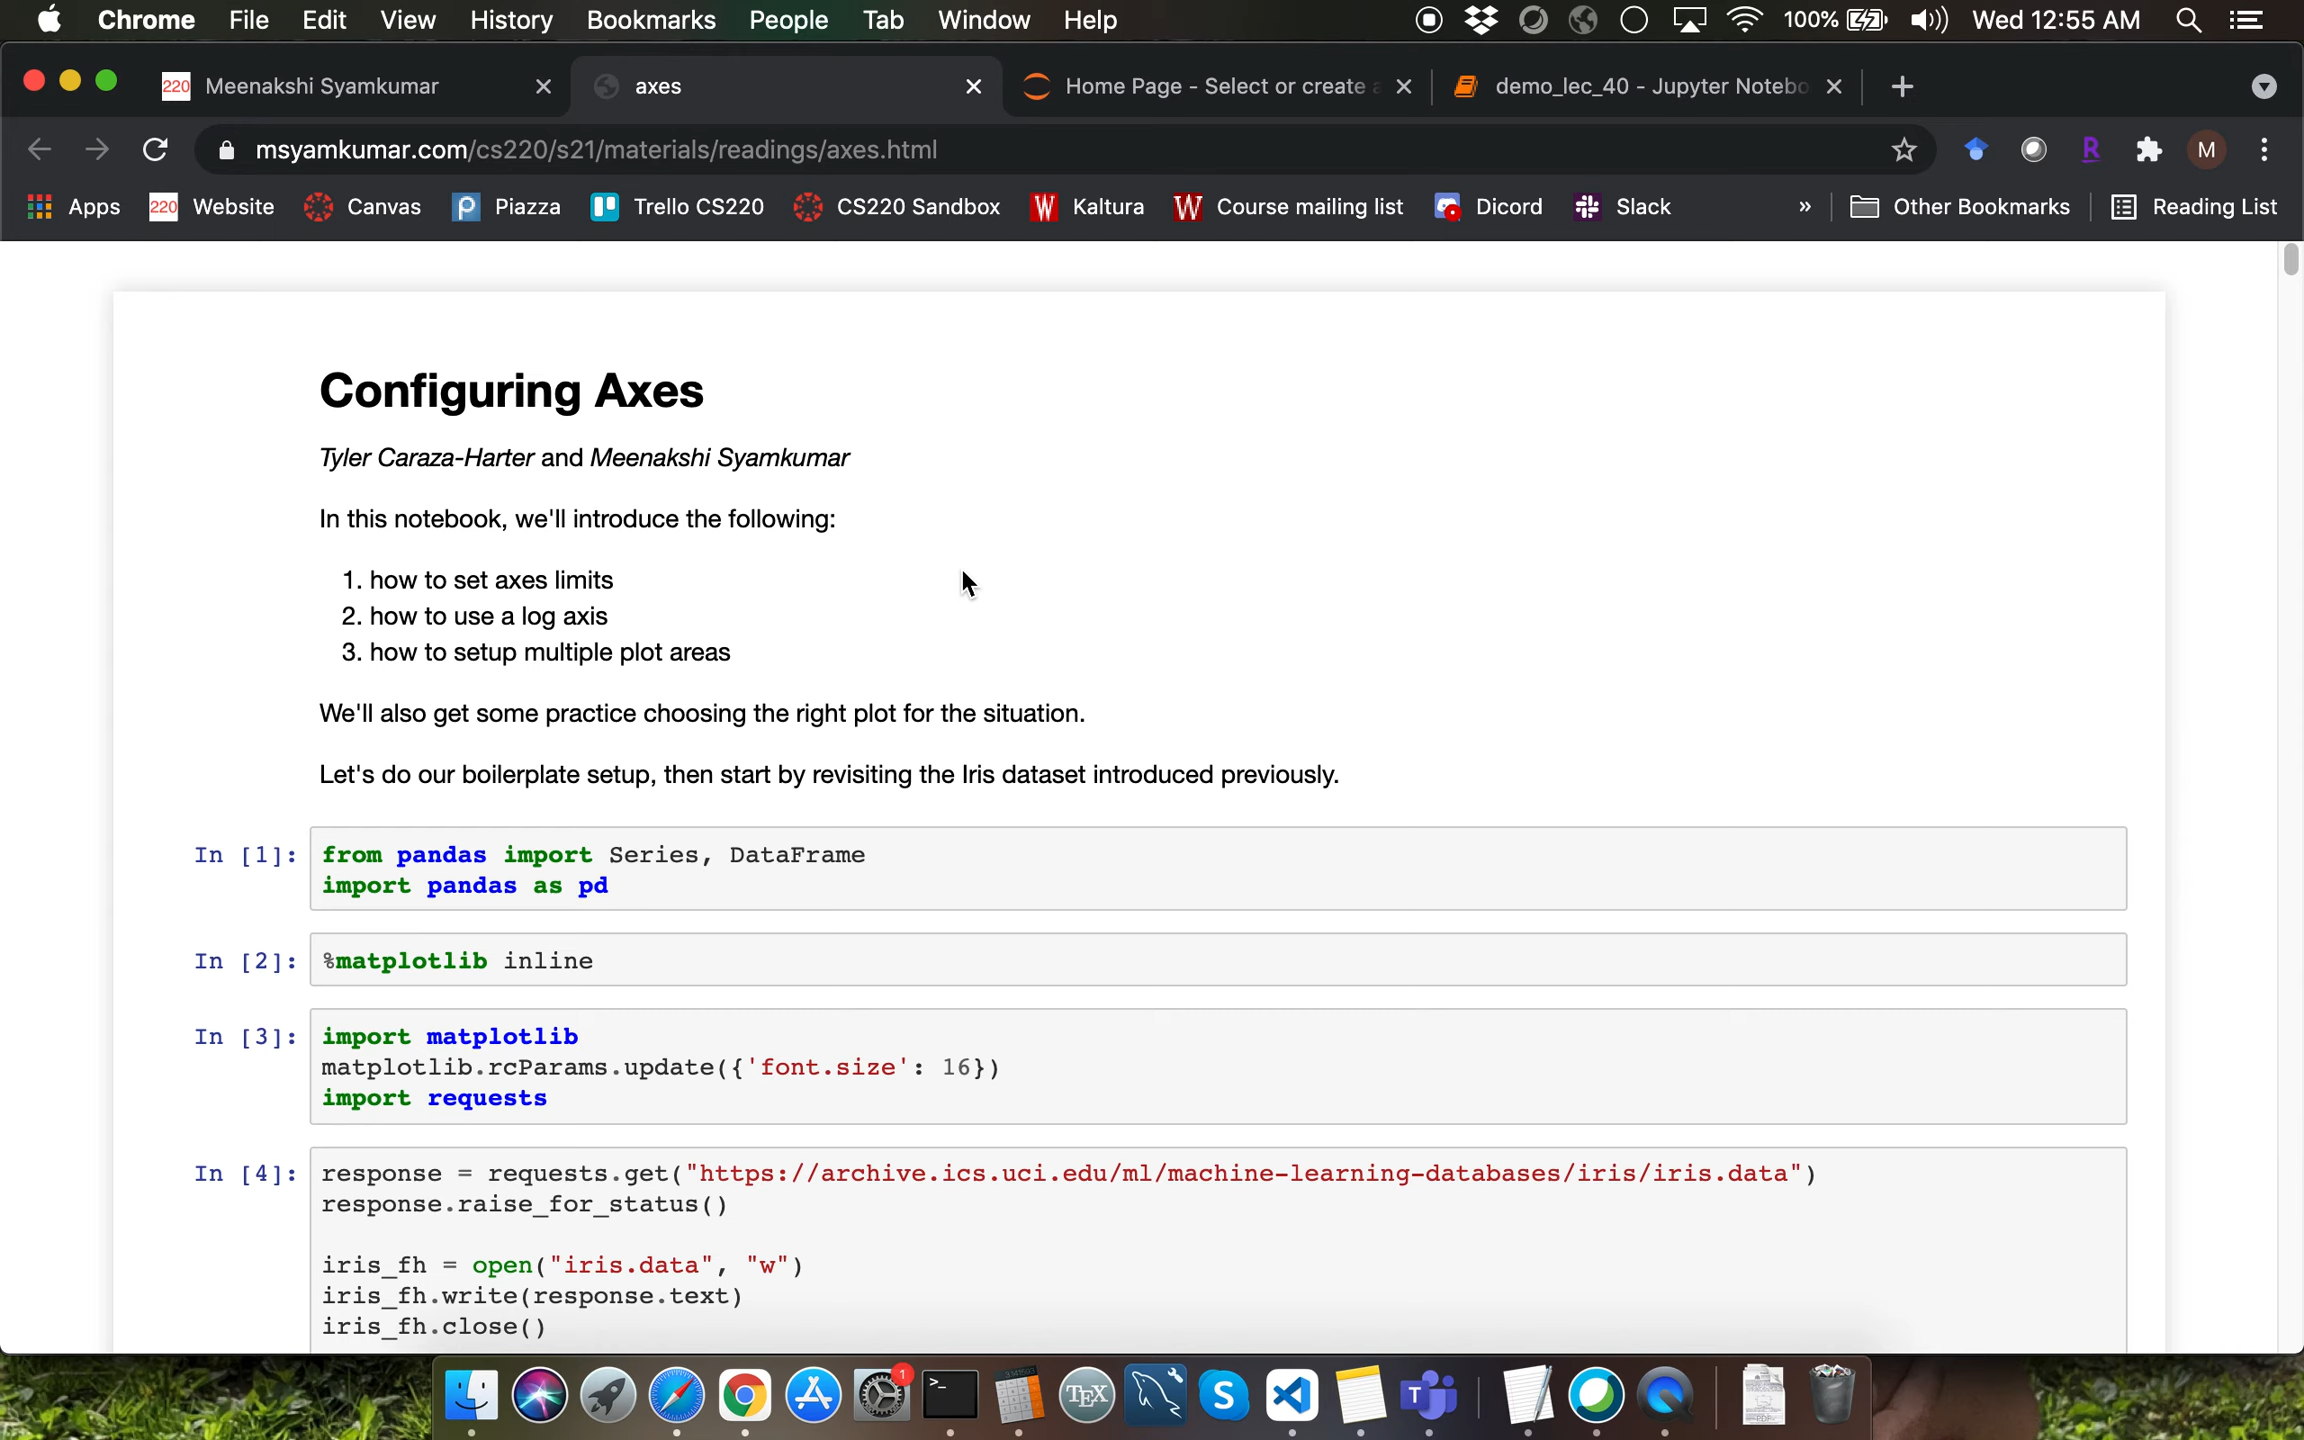 Chrome File Edit View History Bookmarks People Tab Window Help 100% Wed 12:55 AM
220 Meenakshi Syamkumar axes Home Page - Select or create a demo_lec_40 - Jupyter Notebo
msyamkumar.com/cs220/s21/materials/readings/axes.html R M
Apps 220 Website Canvas Piazza Trello CS220 CS220 Sandbox Kaltura Course mailing list Dicord Slack » Other Bookmarks Reading List
Configuring Axes
Tyler Caraza-Harter and Meenakshi Syamkumar
In this notebook, we'll introduce the following:
1. how to set axes limits
2. how to use a log axis
3. how to setup multiple plot areas
We'll also get some practice choosing the right plot for the situation.
Let's do our boilerplate setup, then start by revisiting the Iris dataset introduced previously.
In [1]: from pandas import Series, DataFrame
import pandas as pd
In [2]: %matplotlib inline
In [3]: import matplotlib
matplotlib.rcParams.update({'font.size': 16})
import requests
In [4]: response = requests.get("https://archive.ics.uci.edu/ml/machine-learning-databases/iris/iris.data")
response.raise_for_status()
iris_fh = open("iris.data", "w")
iris_fh.write(response.text)
iris_fh.close()
1
TEX